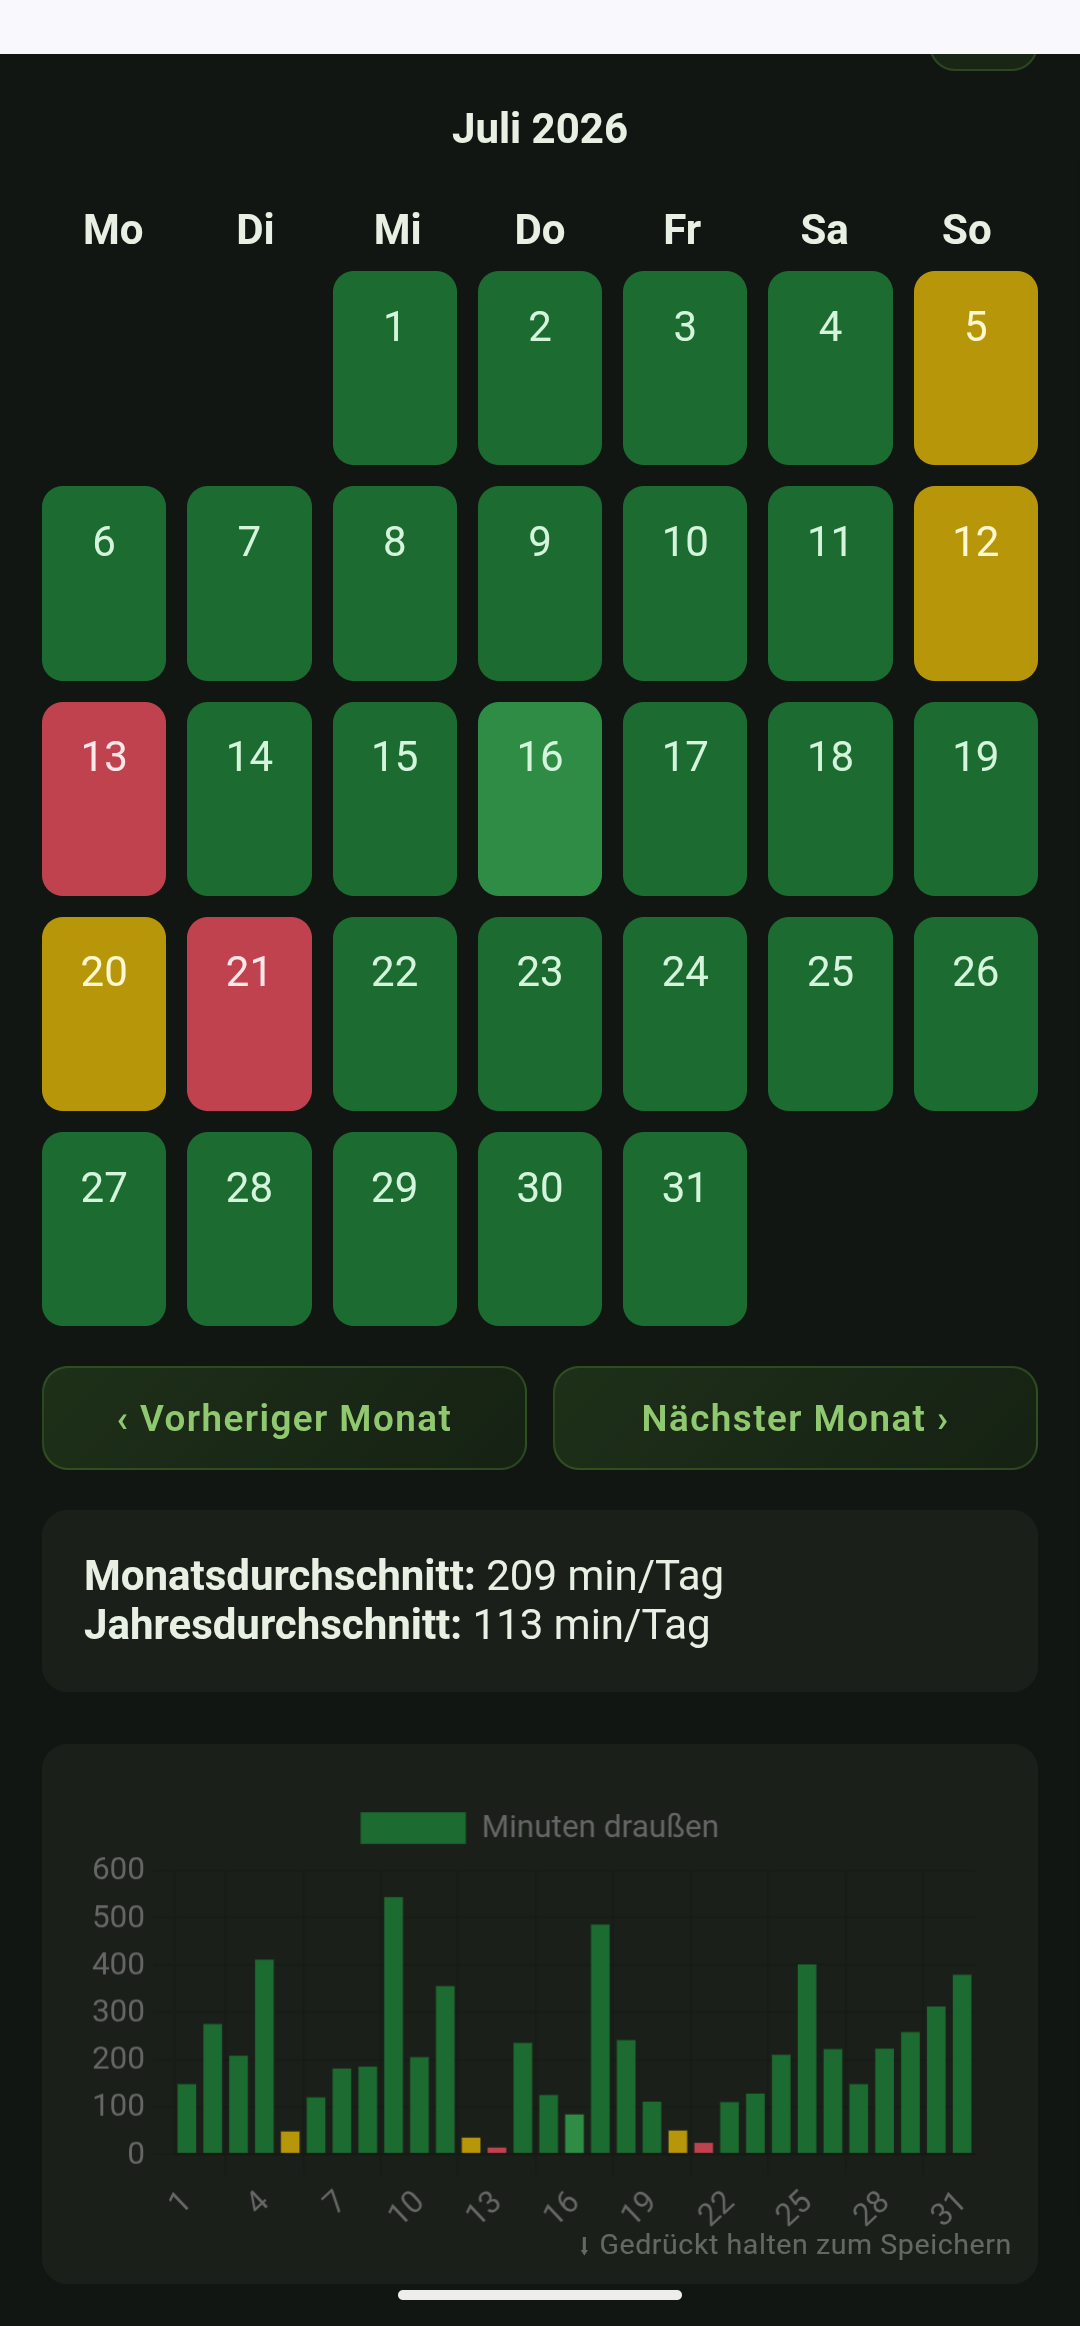 Juli 2026
Mo Di Mi Do Fr Sa So
1 2 3 4 5
6 7 8 9 10 11 12
13 14 15 16 17 18 19
20 21 22 23 24 25 26
27 28 29 30 31
‹ Vorheriger Monat Nächster Monat ›
Monatsdurchschnitt: 209 min/Tag
Jahresdurchschnitt: 113 min/Tag
Minuten draußen
600
500
400
300
200
100
0
1 4 7 10 13 16 19 22 25 28 31
↓ Gedrückt halten zum Speichern